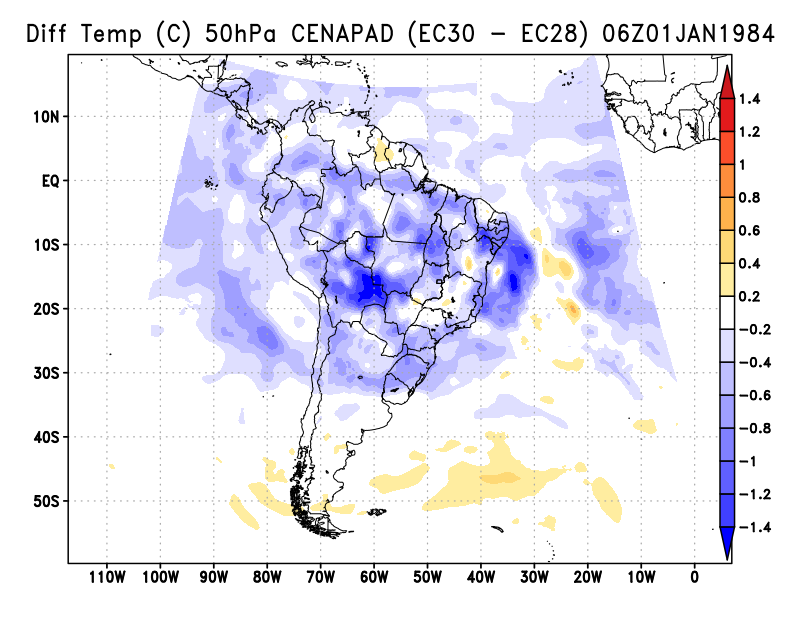 Diff Temp (C) 50hPa CENAPAD (EC30 − EC28) 06Z01JAN1984
10N
EQ
10S
20S
30S
40S
50S
110W 100W 90W 80W 70W 60W 50W 40W 30W 20W 10W 0
1.4
1.2
1
0.8
0.6
0.4
0.2
−0.2
−0.4
−0.6
−0.8
−1
−1.2
−1.4